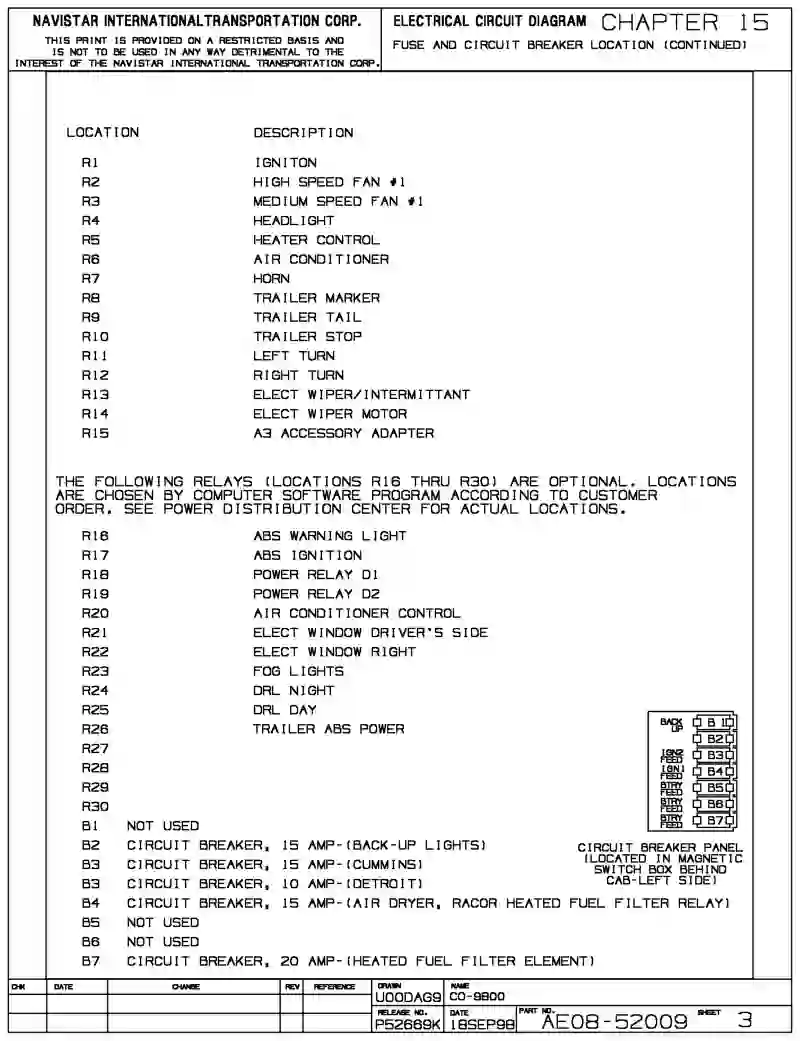 NAVISTAR INTERNATIONALTRANSPORTATION CORP.
THIS PRINT IS PROVIDED ON A RESTRICTED BASIS AND
IS NOT TO BE USED IN ANY WAY DETRIMENTAL TO THE
INTEREST OF THE NAVISTAR INTERNATIONAL TRANSPORTATION CORP.
ELECTRICAL CIRCUIT DIAGRAM CHAPTER 15
FUSE AND CIRCUIT BREAKER LOCATION (CONTINUED)
LOCATION DESCRIPTION
R1 IGNITON
R2 HIGH SPEED FAN #1
R3 MEDIUM SPEED FAN #1
R4 HEADLIGHT
R5 HEATER CONTROL
R6 AIR CONDITIONER
R7 HORN
R8 TRAILER MARKER
R9 TRAILER TAIL
R10 TRAILER STOP
R11 LEFT TURN
R12 RIGHT TURN
R13 ELECT WIPER/INTERMITTANT
R14 ELECT WIPER MOTOR
R15 A3 ACCESSORY ADAPTER
THE FOLLOWING RELAYS (LOCATIONS R16 THRU R30) ARE OPTIONAL. LOCATIONS
ARE CHOSEN BY COMPUTER SOFTWARE PROGRAM ACCORDING TO CUSTOMER
ORDER. SEE POWER DISTRIBUTION CENTER FOR ACTUAL LOCATIONS.
R16 ABS WARNING LIGHT
R17 ABS IGNITION
R18 POWER RELAY D1
R19 POWER RELAY D2
R20 AIR CONDITIONER CONTROL
R21 ELECT WINDOW DRIVER'S SIDE
R22 ELECT WINDOW RIGHT
R23 FOG LIGHTS
R24 DRL NIGHT
R25 DRL DAY
R26 TRAILER ABS POWER
R27
R28
R29
R30
B1 NOT USED
B2 CIRCUIT BREAKER, 15 AMP-(BACK-UP LIGHTS)
B3 CIRCUIT BREAKER, 15 AMP-(CUMMINS)
B3 CIRCUIT BREAKER, 10 AMP-(DETROIT)
B4 CIRCUIT BREAKER, 15 AMP-(AIR DRYER, RACOR HEATED FUEL FILTER RELAY)
B5 NOT USED
B6 NOT USED
B7 CIRCUIT BREAKER, 20 AMP-(HEATED FUEL FILTER ELEMENT)
BACK UP B1
B2
IGN2 FEED B3
IGN1 FEED B4
BTRY FEED B5
BTRY FEED B6
BTRY FEED B7
CIRCUIT BREAKER PANEL
(LOCATED IN MAGNETIC
SWITCH BOX BEHIND
CAB-LEFT SIDE)
CHK DATE CHANGE REV REFERENCE
DRAWN
U00DAG9
NAME
CO-9800
RELEASE NO.
P52669K
DATE
18SEP98
PART NO.
AE08-52009
SHEET 3